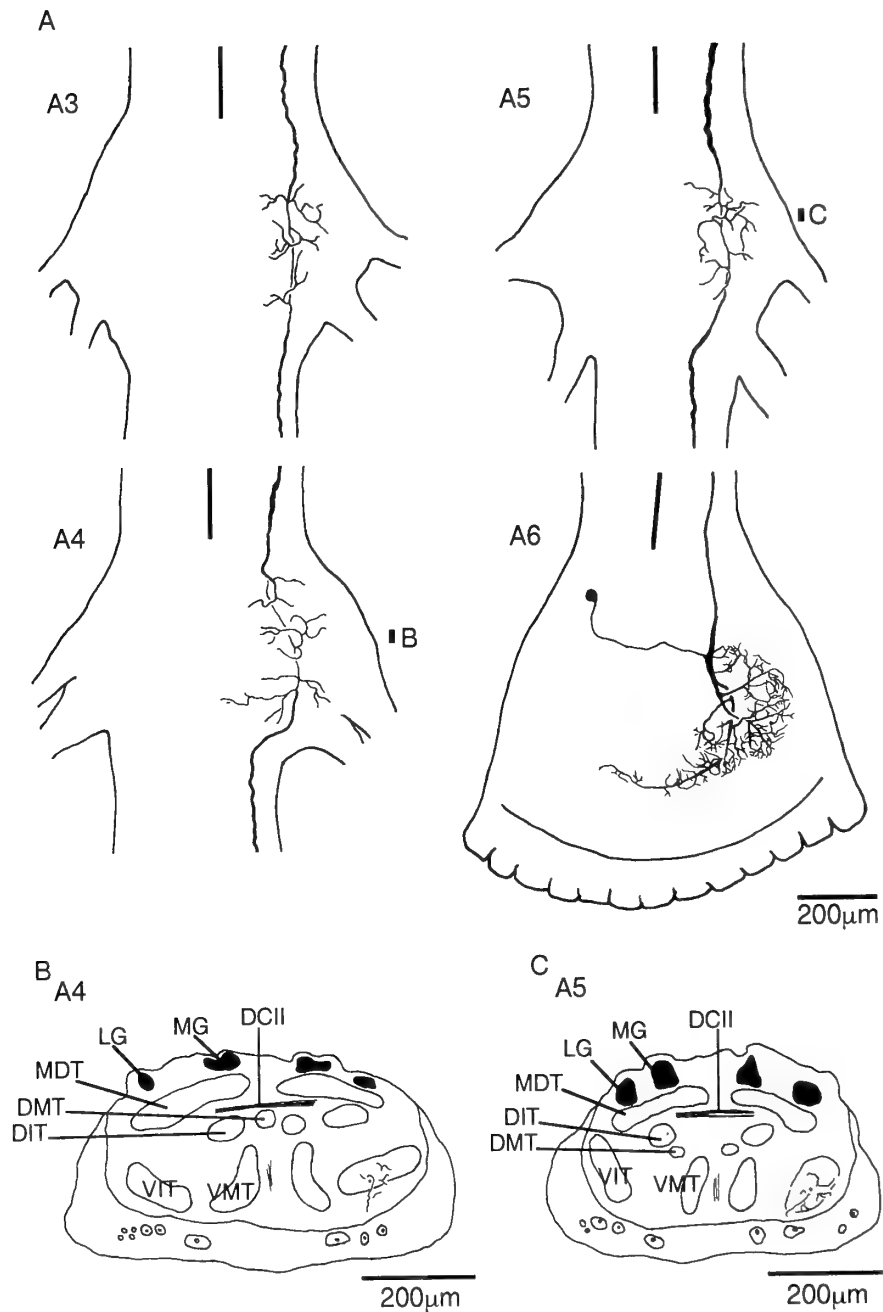 A
A3
A5
C
A4
B
A6
200μm
B
A4
DCII
MG
LG
MDT
DMT
DIT
VIT
VMT
200μm
C
A5
DCII
MG
LG
MDT
DIT
DMT
VIT
VMT
200μm